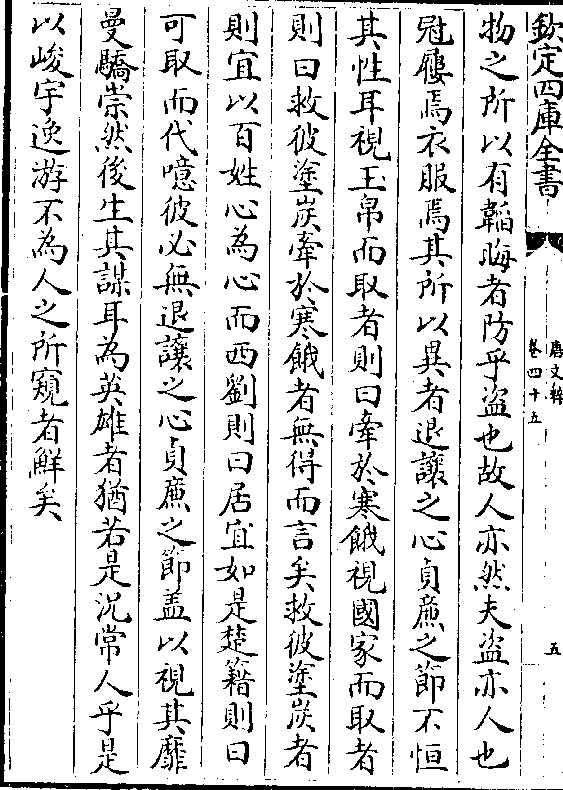 欽定四庫全書
唐文粹
卷四十五
五
物之所以有韜晦者防乎盜也故人亦然夫盜亦人也
冠屨焉衣服焉其所以異者退讓之心貞廉之節不恒
其性耳視玉帛而取者則曰牽於寒餓視國家而取者
則曰救彼塗炭牽於寒餓者無得而言矣救彼塗炭者
則宜以百姓心為心而西劉則曰居宜如是楚籍則曰
可取而代噫彼必無退讓之心貞廉之節盖以視其靡
曼驕崇然後生其謀耳為英雄者猶若是況常人乎是
以峻宇逸游不為人之所窺者鮮矣